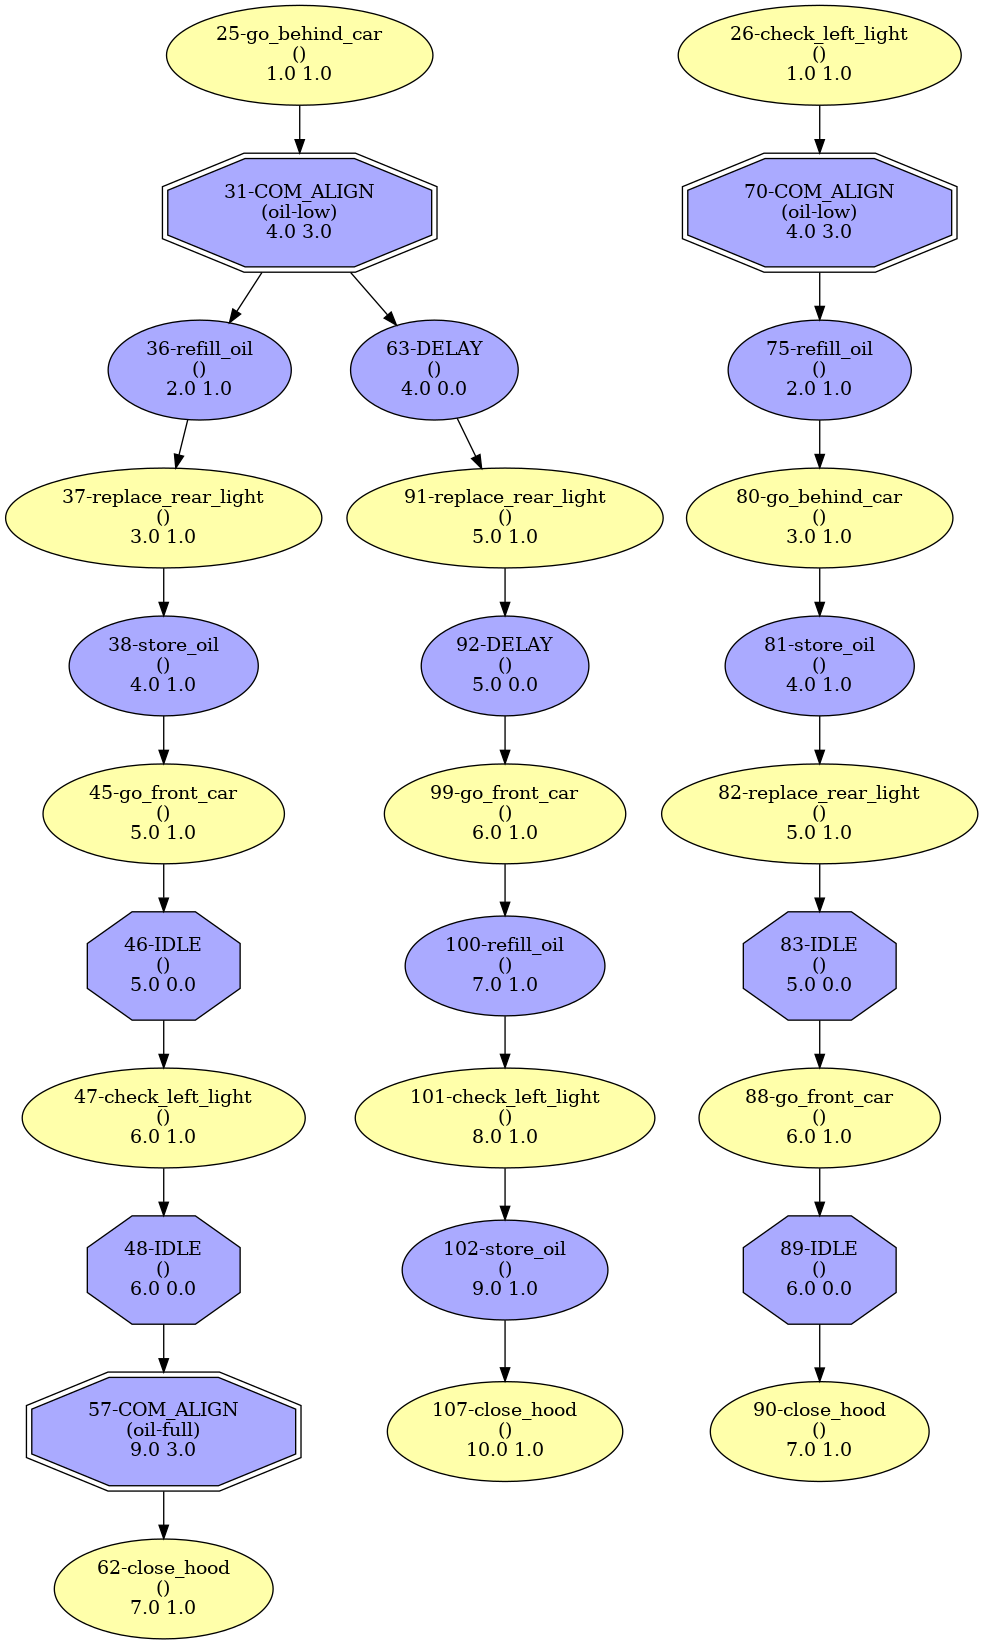 25-go_behind_car
()
1.0 1.0
26-check_left_light
()
1.0 1.0
31-COM_ALIGN
(oil-low)
4.0 3.0
70-COM_ALIGN
(oil-low)
4.0 3.0
36-refill_oil
()
2.0 1.0
63-DELAY
()
4.0 0.0
75-refill_oil
()
2.0 1.0
37-replace_rear_light
()
3.0 1.0
91-replace_rear_light
()
5.0 1.0
80-go_behind_car
()
3.0 1.0
38-store_oil
()
4.0 1.0
92-DELAY
()
5.0 0.0
81-store_oil
()
4.0 1.0
45-go_front_car
()
5.0 1.0
99-go_front_car
()
6.0 1.0
82-replace_rear_light
()
5.0 1.0
46-IDLE
()
5.0 0.0
100-refill_oil
()
7.0 1.0
83-IDLE
()
5.0 0.0
47-check_left_light
()
6.0 1.0
101-check_left_light
()
8.0 1.0
88-go_front_car
()
6.0 1.0
48-IDLE
()
6.0 0.0
102-store_oil
()
9.0 1.0
89-IDLE
()
6.0 0.0
57-COM_ALIGN
(oil-full)
9.0 3.0
107-close_hood
()
10.0 1.0
90-close_hood
()
7.0 1.0
62-close_hood
()
7.0 1.0